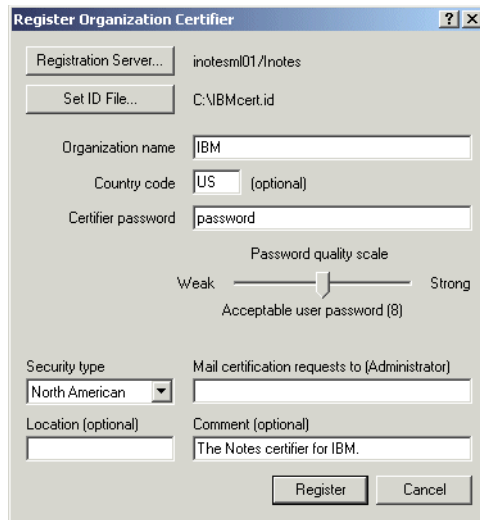 Register Organization Certifier
Registration Server... inotesml01/Inotes
Set ID File... C:\IBMcert.id
Organization name IBM
Country code US (optional)
Certifier password password
Password quality scale
Weak Strong
Acceptable user password (8)
Security type Mail certification requests to (Administrator)
North American
Location (optional) Comment (optional)
The Notes certifier for IBM.
Register Cancel